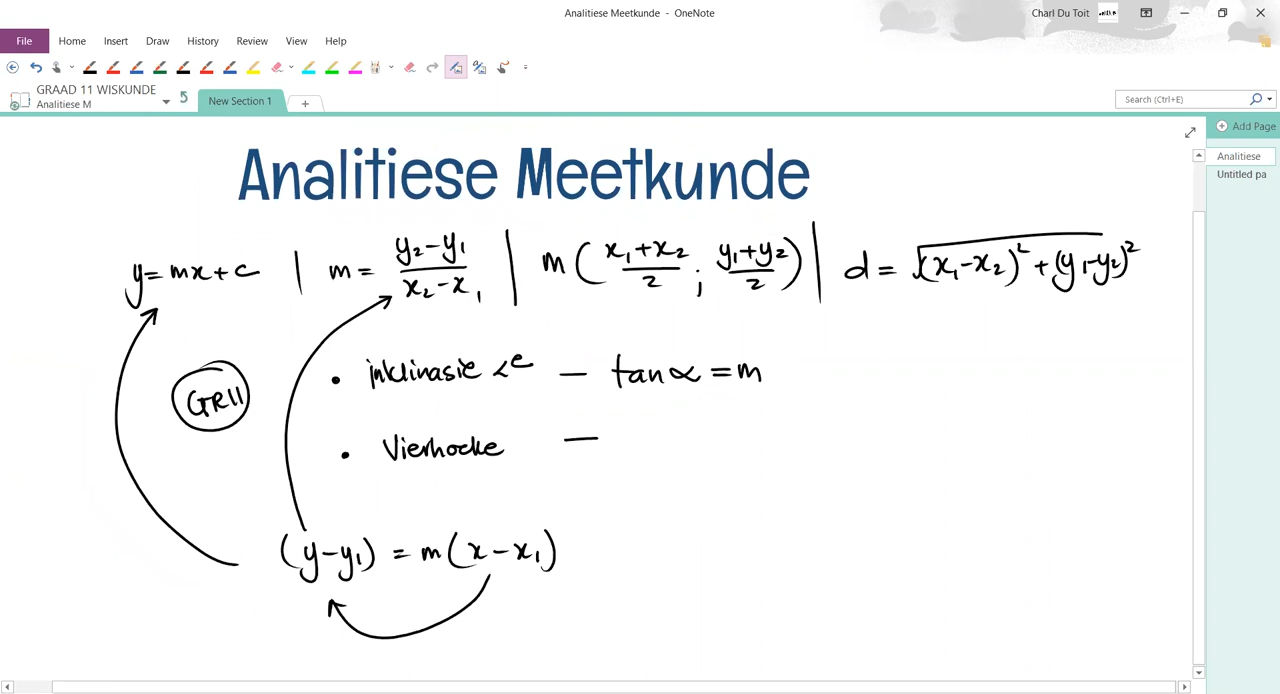 Analitiese Meetkunde - OneNote
Charl Du Toit
File Home Insert Draw History Review View Help
GRAAD 11 WISKUNDE
Analitiese M
New Section 1
+
Search (Ctrl+E)
Add Page
Analitiese
Untitled pa
Analitiese Meetkunde
y = mx + c | m = (y₂ - y₁)/(x₂ - x₁) | m((x₁ + x₂)/2 ; (y₁ + y₂)/2) | d = √((x₁ - x₂)² + (y₁ - y₂)²)
• inklinasie ∠e – tan α = m
GR11
• Vierhoeke –
(y - y₁) = m(x - x₁)